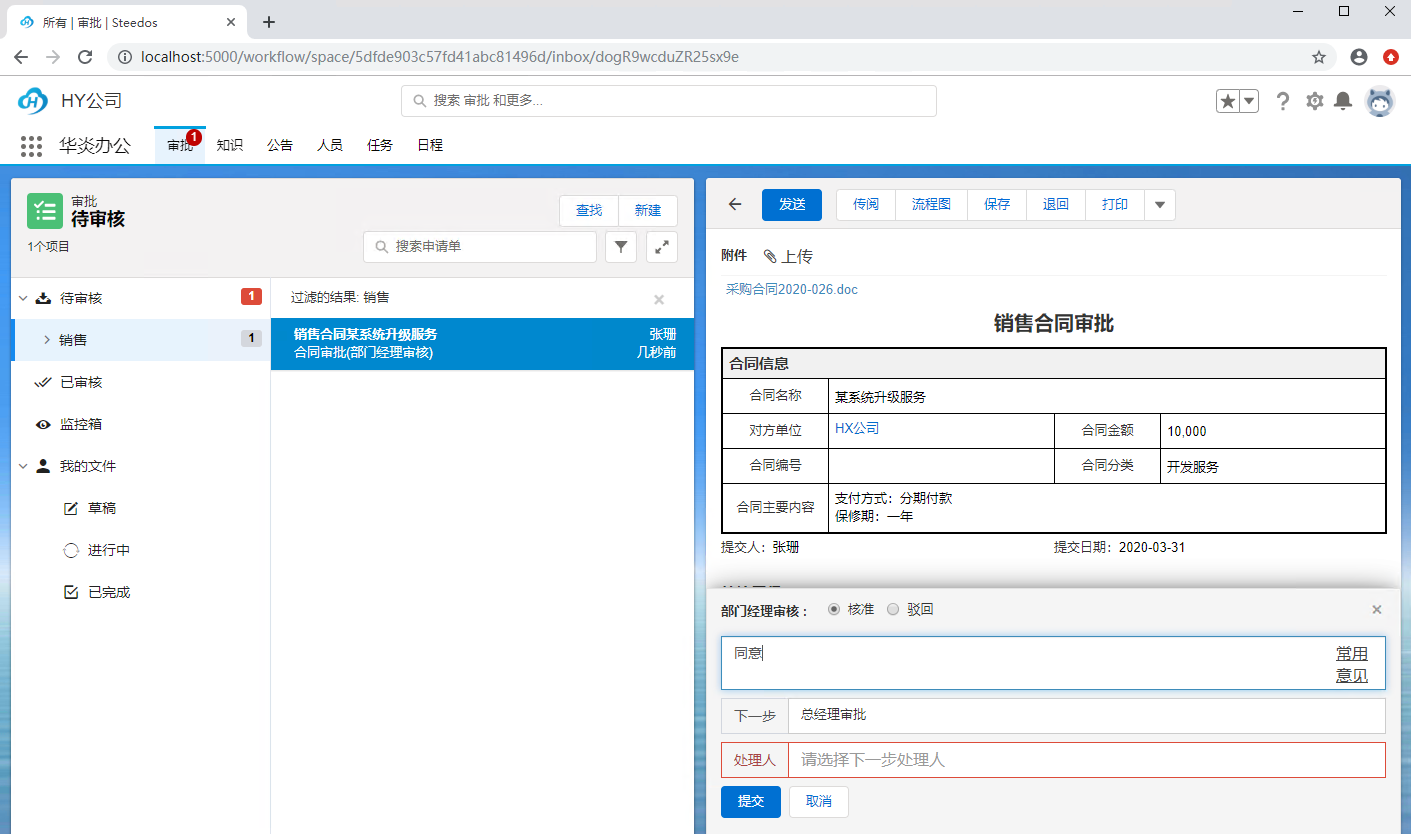 所有 | 审批 | Steedos
localhost:5000/workflow/space/5dfde903c57fd41abc81496d/inbox/dogR9wcduZR25sx9e
HY公司
搜索 审批 和更多...
华炎办公
审批
1
知识
公告
人员
任务
日程
审批
待审核
查找
新建
1个项目
搜索申请单
待审核
1
销售
1
已审核
监控箱
我的文件
草稿
进行中
已完成
过滤的结果: 销售
销售合同某系统升级服务
张珊
合同审批(部门经理审核)
几秒前
发送
传阅
流程图
保存
退回
打印
附件
上传
采购合同2020-026.doc
销售合同审批
合同信息
合同名称
某系统升级服务
对方单位
HX公司
合同金额
10,000
合同编号
合同分类
开发服务
合同主要内容
支付方式：分期付款
保修期：一年
提交人：张珊
提交日期：2020-03-31
部门经理审核：
核准
驳回
同意
常用
意见
下一步
总经理审批
处理人
请选择下一步处理人
提交
取消